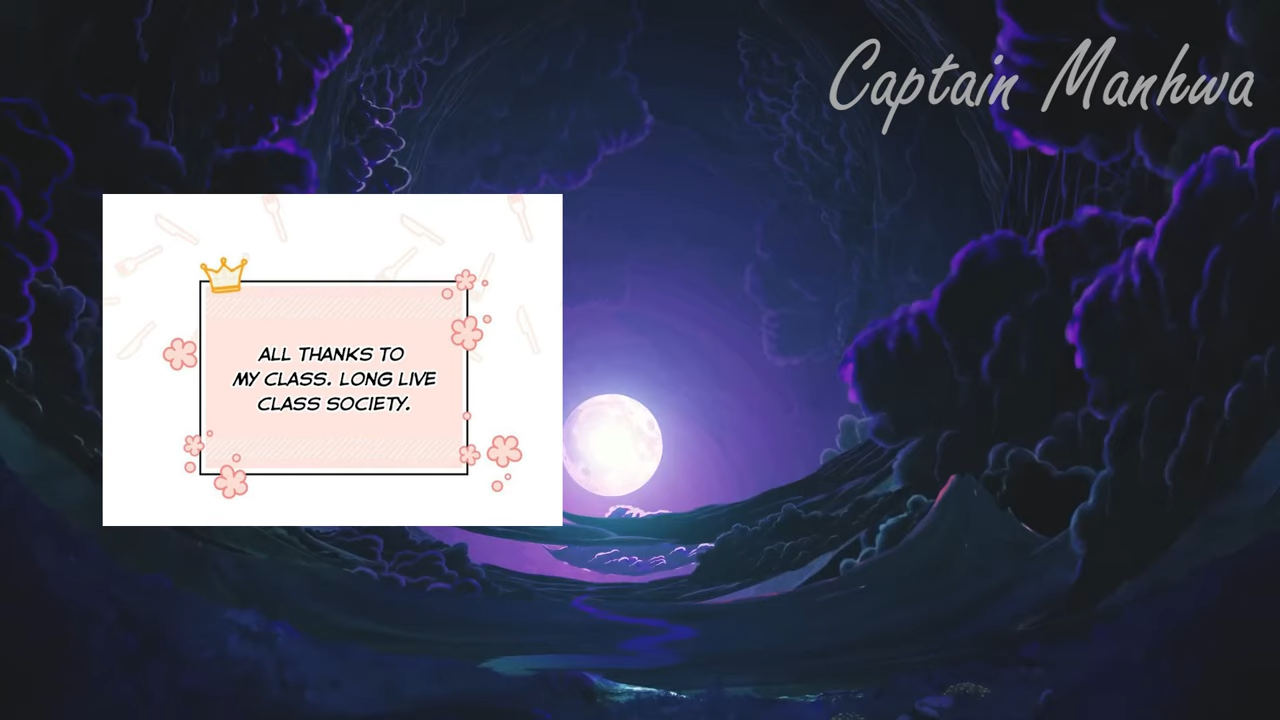 Captain Manhwa
ALL THANKS TO
MY CLASS. LONG LIVE
CLASS SOCIETY.